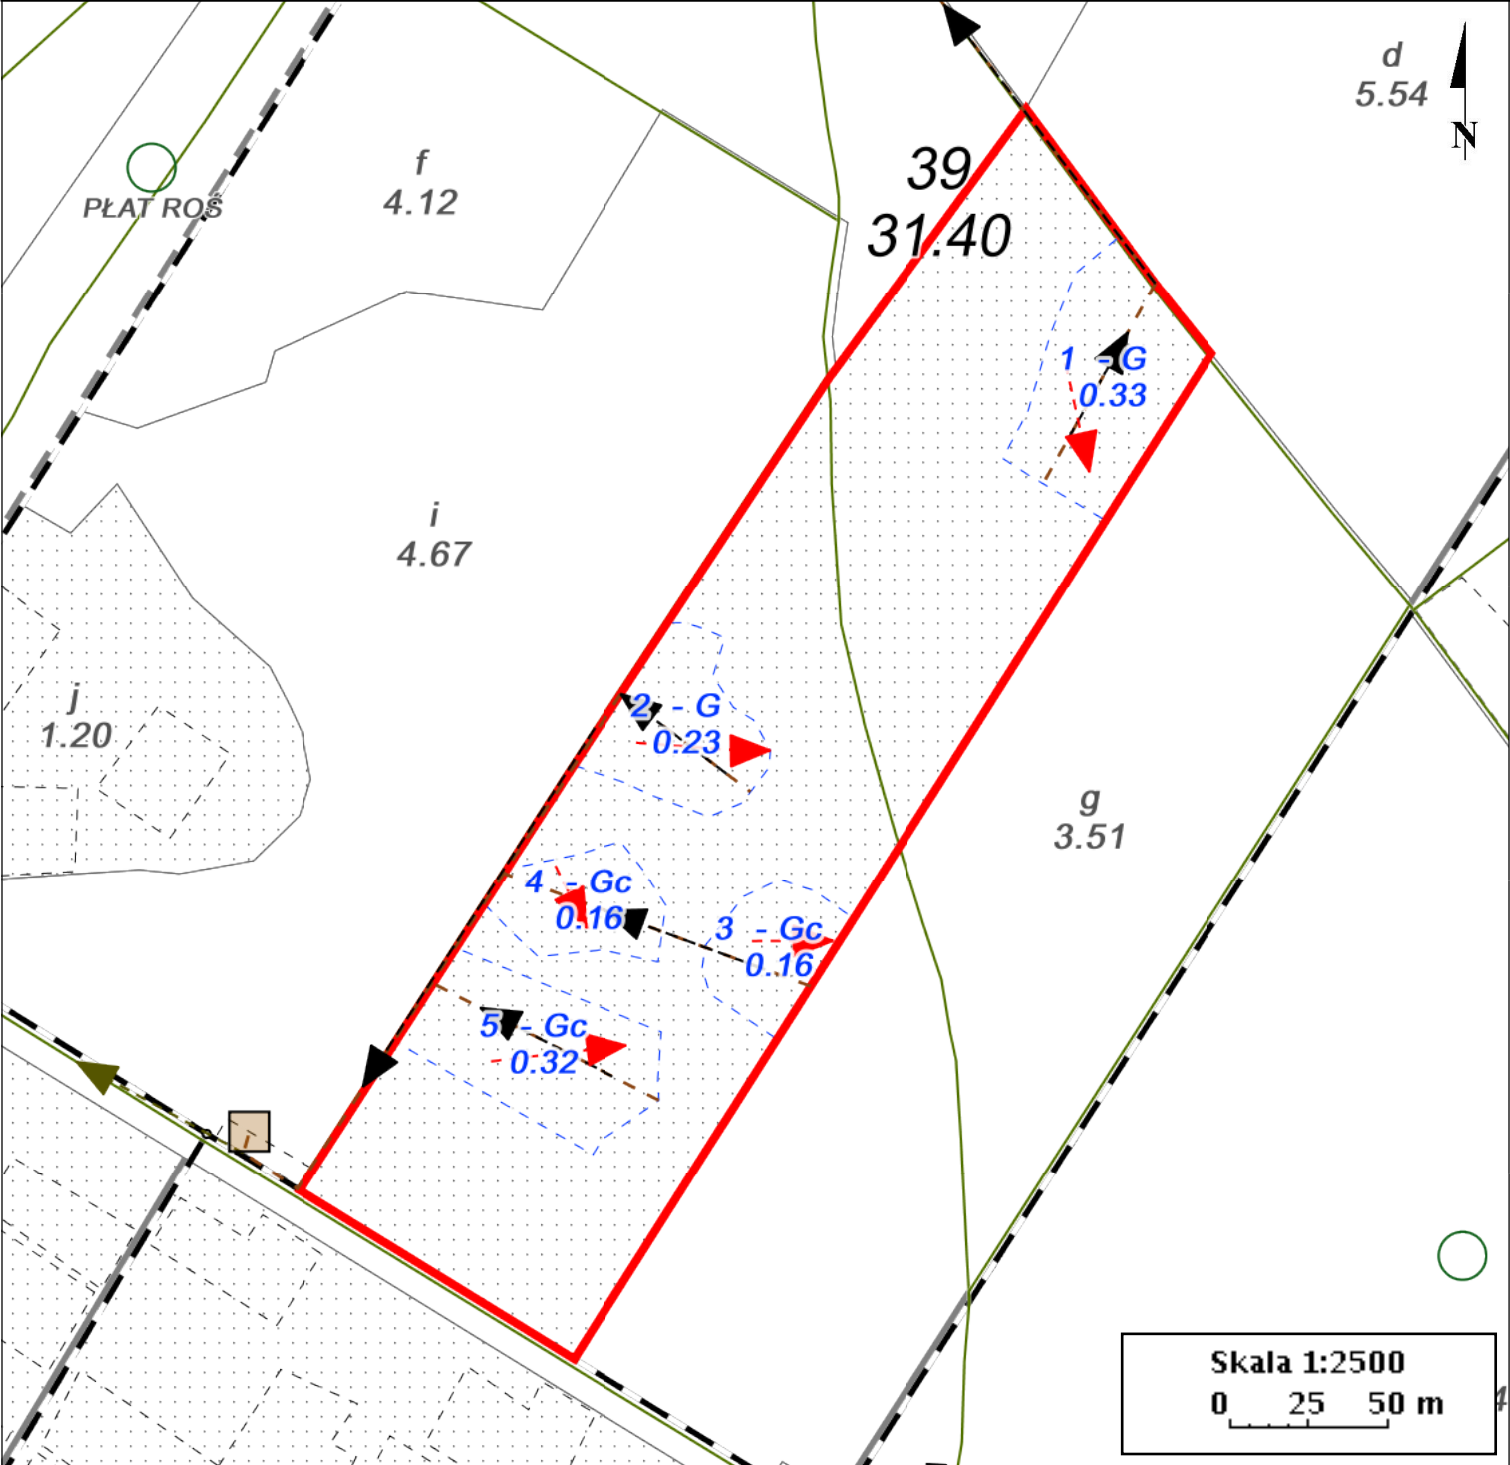 d
5.54
N
f
4.12
PŁAT ROŚ
39
31.40
1 - G
0.33
i
4.67
j
1.20
2 - G
0.23
g
3.51
4 - Gc
0.16
3 - Gc
0.16
5 - Gc
0.32
Skala 1:2500
0 25 50 m
4